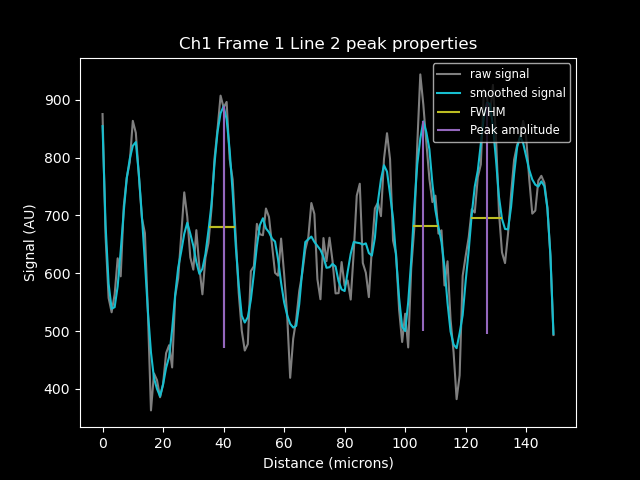 Ch1 Frame 1 Line 2 peak properties
raw signal
smoothed signal
FWHM
Peak amplitude
Signal (AU)
900
800
700
600
500
400
0 20 40 60 80 100 120 140
Distance (microns)